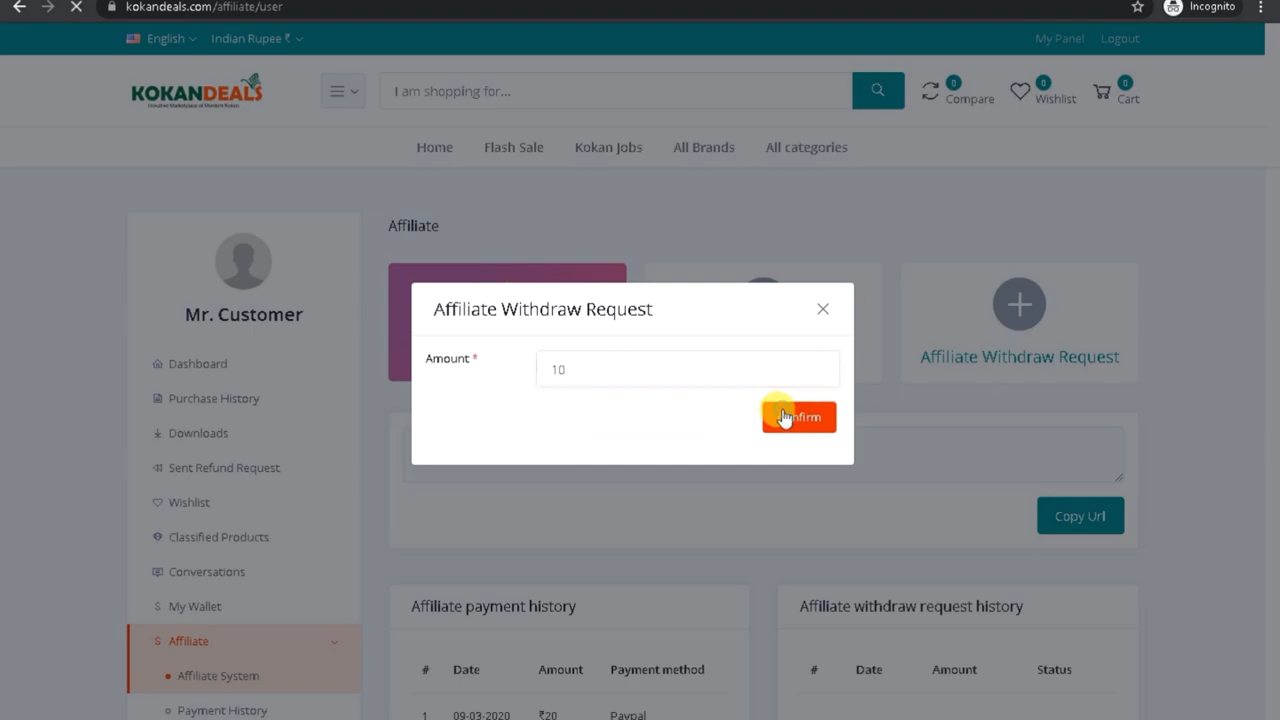 kokandeals.com/affiliate/user
Incognito
English
Indian Rupee ₹
My Panel
Logout
KOKANDEALS
I am shopping for...
0
Compare
0
Wishlist
0
Cart
Home
Flash Sale
Kokan Jobs
All Brands
All categories
Mr. Customer
Dashboard
Purchase History
Downloads
Sent Refund Request
Wishlist
Classified Products
Conversations
My Wallet
Affiliate
Affiliate System
Payment History
Affiliate
Affiliate Withdraw Request
Affiliate Withdraw Request
Amount *
10
Copy Url
Affiliate payment history
# Date Amount Payment method
1 09-03-2020 ₹20 Paypal
Affiliate withdraw request history
# Date Amount Status